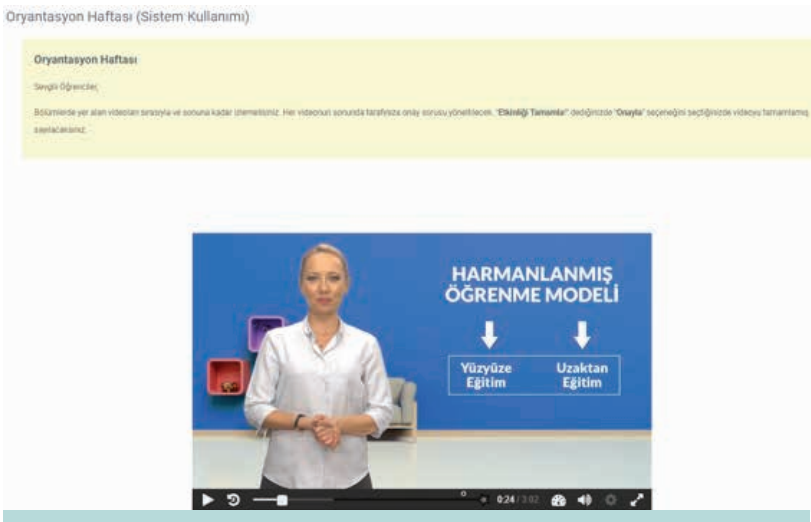 Oryantasyon Haftası (Sistem Kullanımı)
Oryantasyon Haftası
Sevgili Öğrenciler,
Bölümlerde yer alan videoları sırasıyla ve sonuna kadar izlemelisiniz. Her videonun sonunda tarafınıza onay sorusu yöneltilecek. "Etkinliği Tamamla" dediğinizde "Onayla" seçeneğini seçtiğinizde videoyu tamamlamış
sayılacaksınız.
HARMANLANMIŞ
ÖĞRENME MODELİ
Yüzyüze Uzaktan
Eğitim Eğitim
0:24 / 3:02